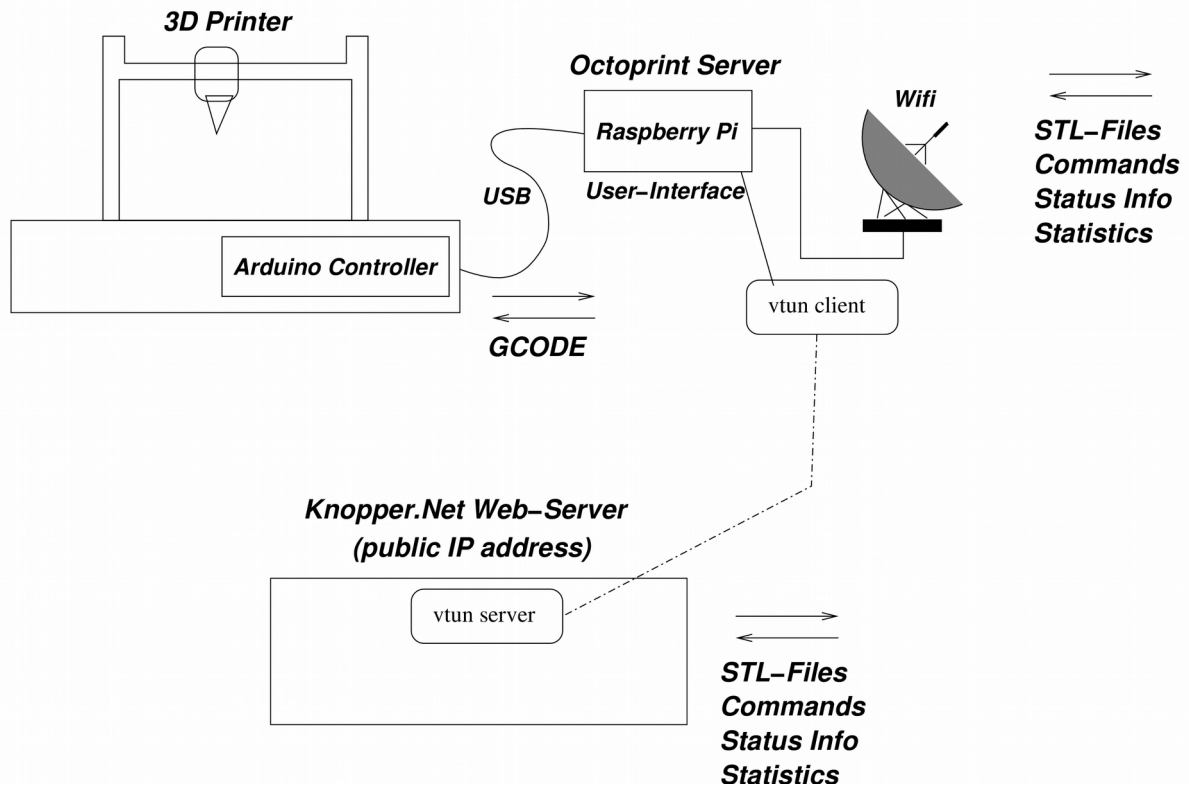 3D Printer
Octoprint Server
Wifi
Raspberry Pi
STL–Files
Commands
Status Info
Statistics
USB
User–Interface
Arduino Controller
vtun client
GCODE
Knopper.Net Web–Server
(public IP address)
vtun server
STL–Files
Commands
Status Info
Statistics